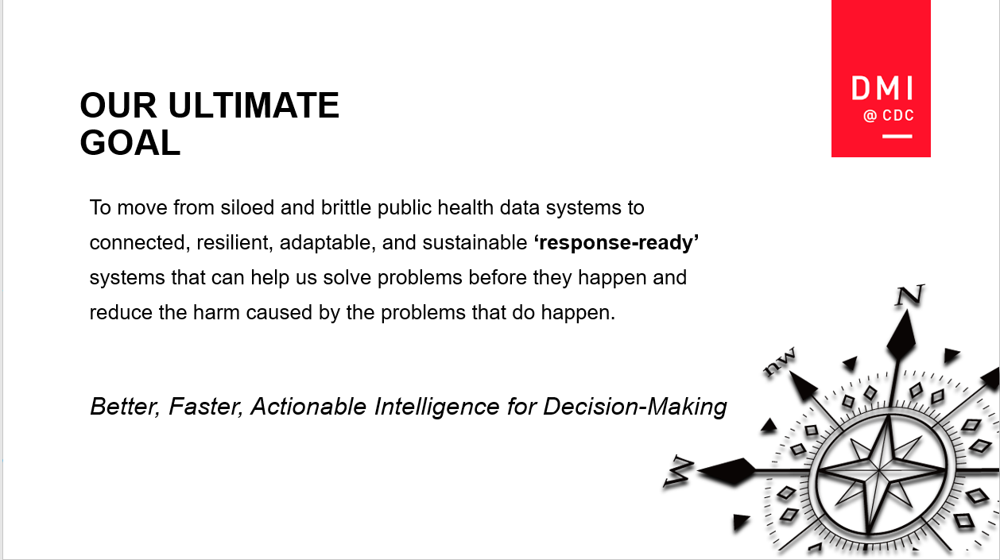 DMI
@ CDC
OUR ULTIMATE
GOAL
To move from siloed and brittle public health data systems to
connected, resilient, adaptable, and sustainable ‘response-ready’
systems that can help us solve problems before they happen and
reduce the harm caused by the problems that do happen.
Better, Faster, Actionable Intelligence for Decision-Making
N
nw
W